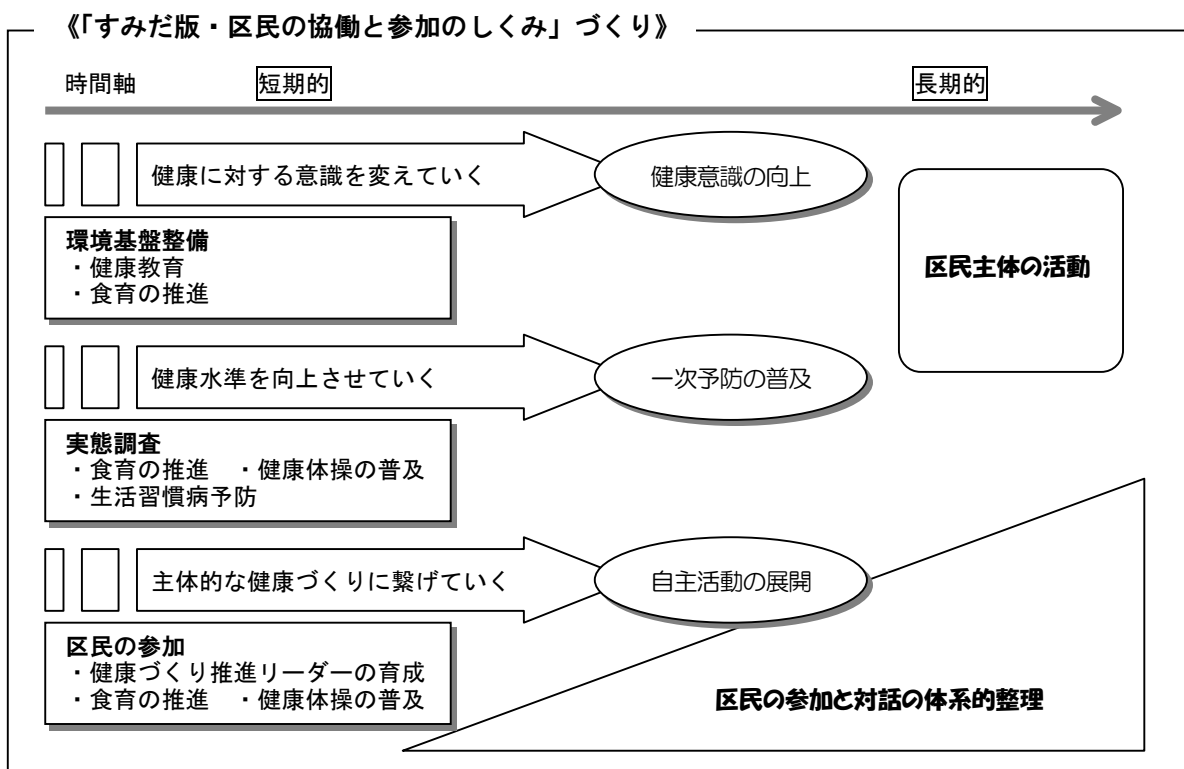 《「すみだ版・区民の協働と参加のしくみ」づくり》
時間軸 短期的 長期的
健康に対する意識を変えていく
健康意識の向上
環境基盤整備
・健康教育
・食育の推進
区民主体の活動
健康水準を向上させていく
一次予防の普及
実態調査
・食育の推進 ・健康体操の普及
・生活習慣病予防
主体的な健康づくりに繋げていく
自主活動の展開
区民の参加
・健康づくり推進リーダーの育成
・食育の推進 ・健康体操の普及
区民の参加と対話の体系的整理